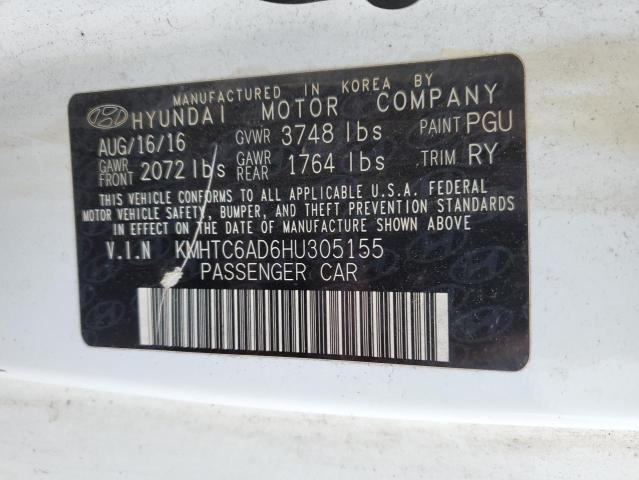 MANUFACTURED IN KOREA BY
HYUNDAI MOTOR COMPANY
AUG/16/16 GVWR 3748 lbs PAINT PGU
GAWR FRONT 2072 lbs GAWR REAR 1764 lbs TRIM RY
THIS VEHICLE CONFORMS TO ALL APPLICABLE U.S.A. FEDERAL
MOTOR VEHICLE SAFETY, BUMPER, AND THEFT PREVENTION STANDARDS
IN EFFECT ON THE DATE OF MANUFACTURE SHOWN ABOVE
V.I.N KMHTC6AD6HU305155
PASSENGER CAR